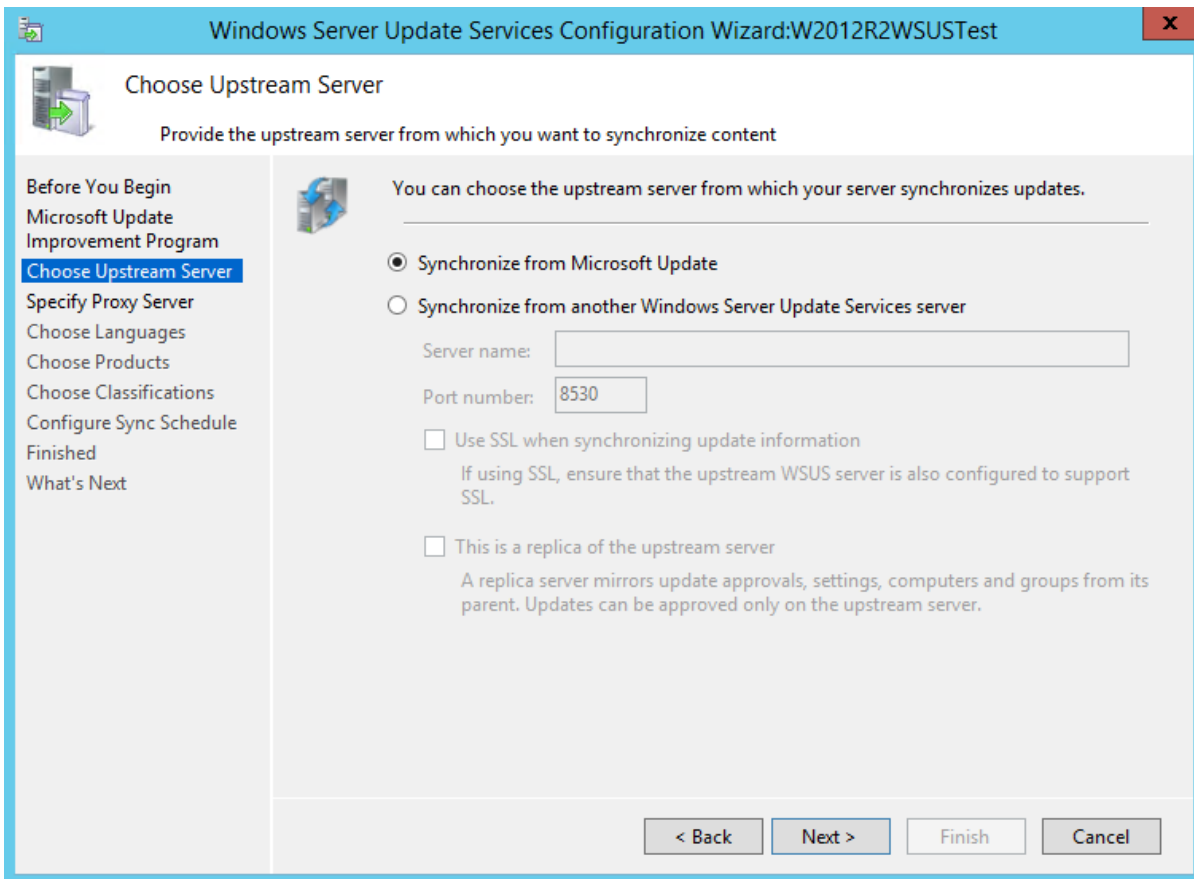 Windows Server Update Services Configuration Wizard:W2012R2WSUSTest
x
Choose Upstream Server
Provide the upstream server from which you want to synchronize content
Before You Begin
Microsoft Update
Improvement Program
Choose Upstream Server
Specify Proxy Server
Choose Languages
Choose Products
Choose Classifications
Configure Sync Schedule
Finished
What's Next
You can choose the upstream server from which your server synchronizes updates.
Synchronize from Microsoft Update
Synchronize from another Windows Server Update Services server
Server name:
Port number: 8530
Use SSL when synchronizing update information
If using SSL, ensure that the upstream WSUS server is also configured to support
SSL.
This is a replica of the upstream server
A replica server mirrors update approvals, settings, computers and groups from its
parent. Updates can be approved only on the upstream server.
< Back Next > Finish Cancel